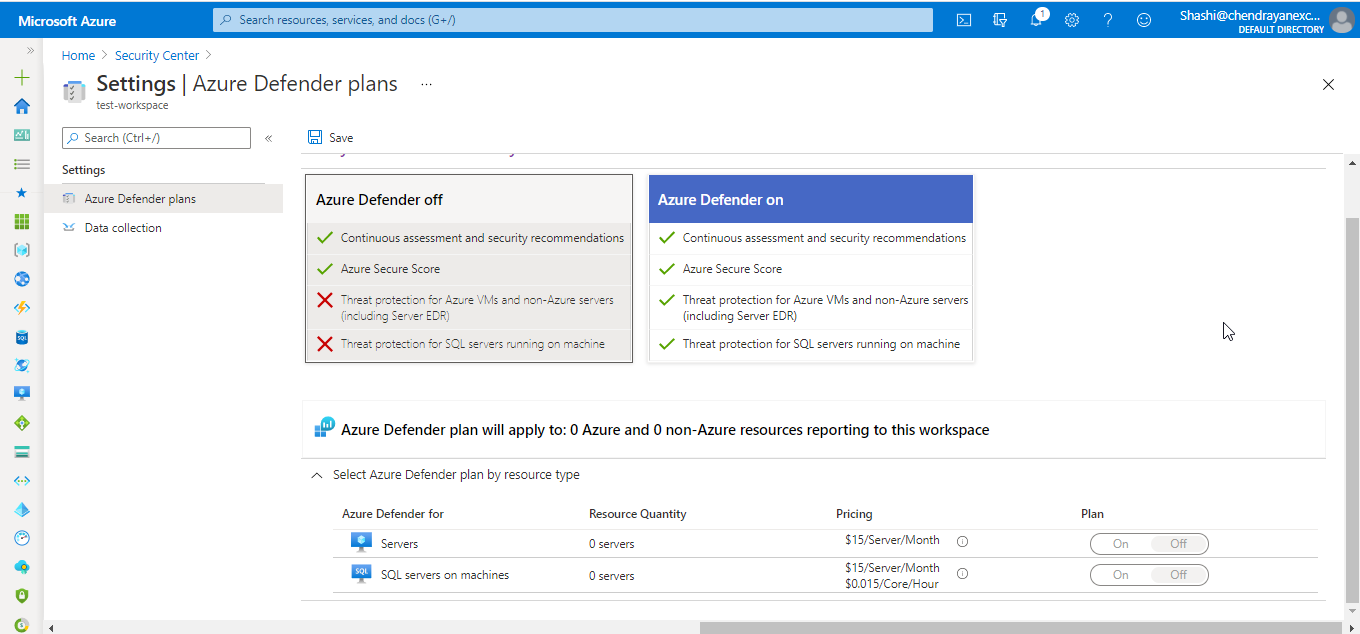 Microsoft Azure
Search resources, services, and docs (G+/)
1
Shashi@chendrayanexc...
DEFAULT DIRECTORY
Home > Security Center >
Settings | Azure Defender plans ...
test-workspace
Search (Ctrl+/)
«
Save
Settings
Azure Defender plans
Data collection
Azure Defender off
Continuous assessment and security recommendations
Azure Secure Score
Threat protection for Azure VMs and non-Azure servers
(including Server EDR)
Threat protection for SQL servers running on machine
Azure Defender on
Continuous assessment and security recommendations
Azure Secure Score
Threat protection for Azure VMs and non-Azure servers
(including Server EDR)
Threat protection for SQL servers running on machine
Azure Defender plan will apply to: 0 Azure and 0 non-Azure resources reporting to this workspace
Select Azure Defender plan by resource type
Azure Defender for Resource Quantity Pricing Plan
Servers 0 servers $15/Server/Month On Off
SQL SQL servers on machines 0 servers $15/Server/Month On Off
$0.015/Core/Hour